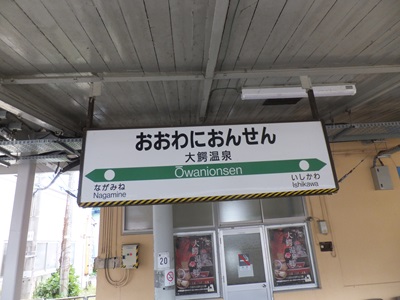 おおわにおんせん
大鰐温泉
Ōwanionsen
ながみね
Nagamine
いしかわ
Ishikawa
20